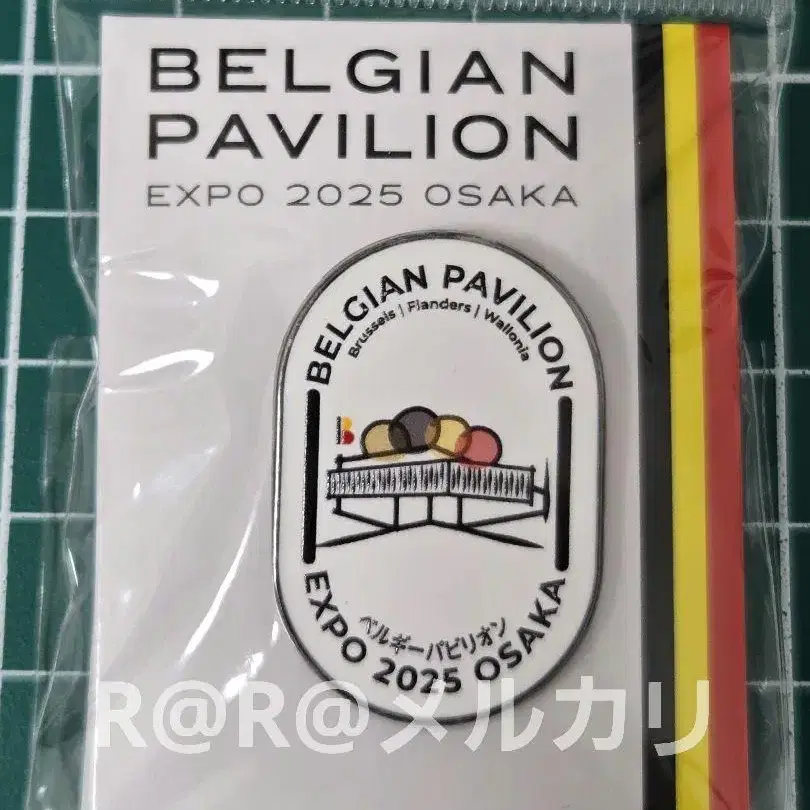 BELGIAN
PAVILION
EXPO 2025 OSAKA
BELGIAN PAVILION
Brussels | Flanders | Wallonia
ベルギーパビリオン
EXPO 2025 OSAKA
R@R@メルカリ